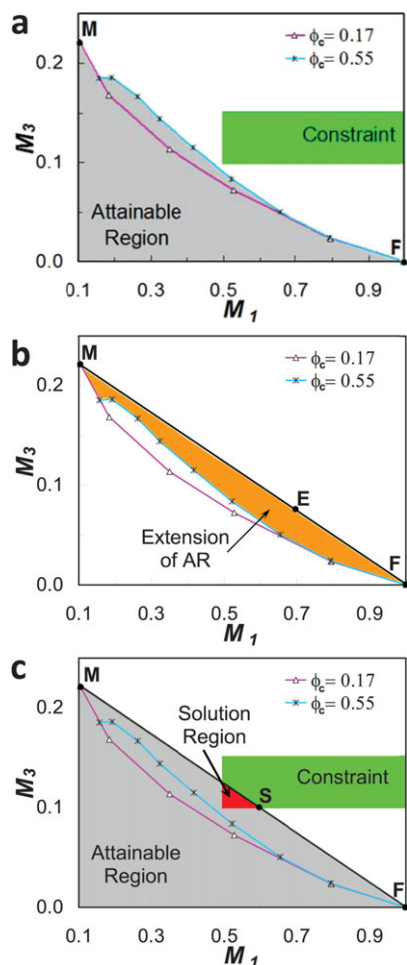 a
M
ϕc = 0.17
ϕc = 0.55
0.2
M3
Constraint
0.1
Attainable
Region
F
0.0
0.1 0.3 0.5 0.7 0.9
M1
b
M
ϕc = 0.17
ϕc = 0.55
0.2
M3
E
0.1
Extension
of AR
F
0.0
0.1 0.3 0.5 0.7 0.9
M1
c
M
ϕc = 0.17
ϕc = 0.55
0.2
Solution
Region
M3
Constraint
S
0.1
Attainable
Region
F
0.0
0.1 0.3 0.5 0.7 0.9
M1